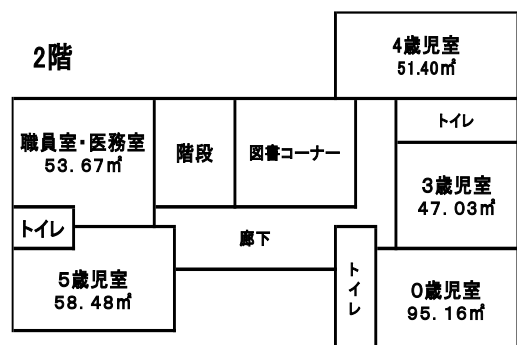 2階
4歳児室
51.40㎡
職員室・医務室
53.67㎡
階段
図書コーナー
トイレ
3歳児室
47.03㎡
トイレ
廊下
5歳児室
58.48㎡
トイレ
0歳児室
95.16㎡